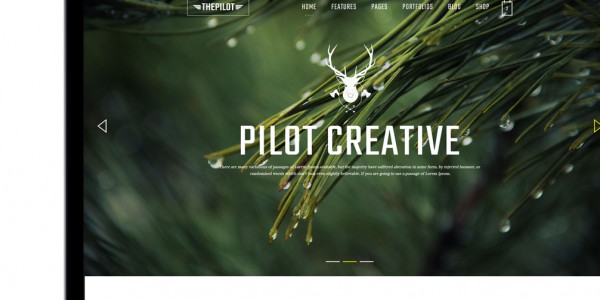 THEPILOT
HOME FEATURES PAGES PORTFOLIOS BLOG SHOP
PILOT CREATIVE
There are many variations of passages of Lorem Ipsum available, but the majority have suffered alteration in some form, by injected humour, or
randomised words which don't look even slightly believable. If you are going to use a passage of Lorem Ipsum.